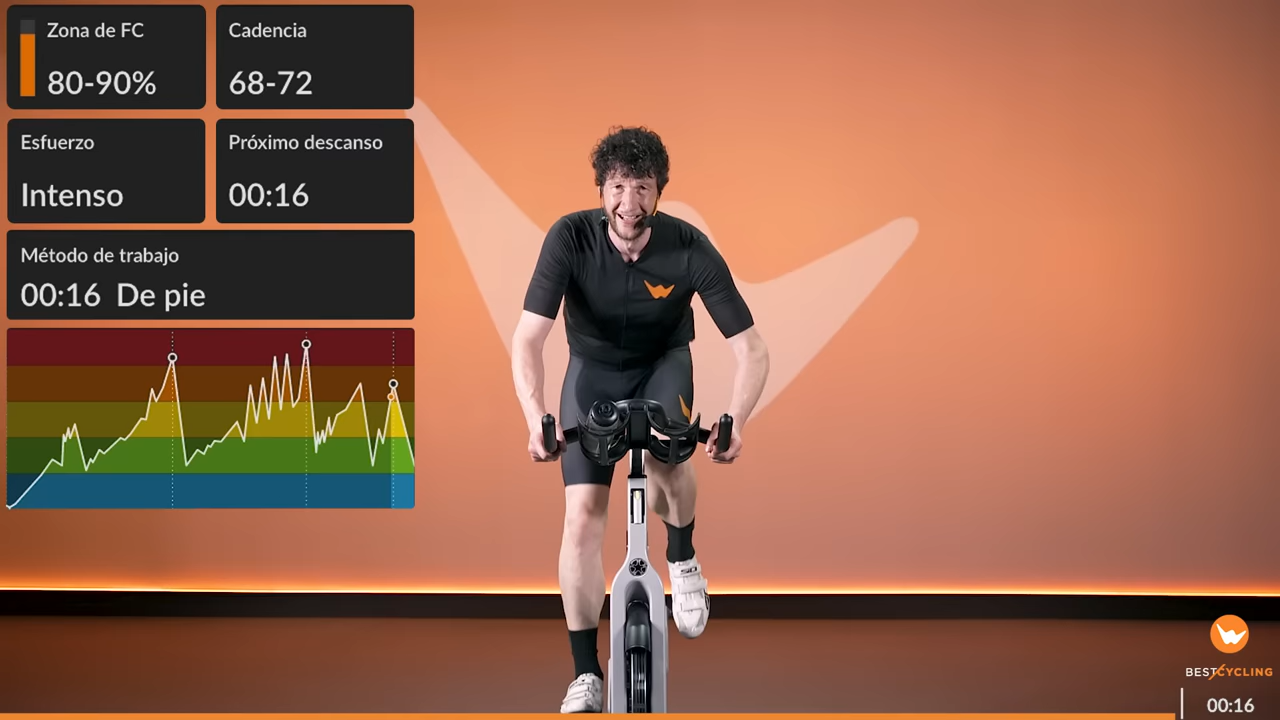 Zona de FC
80-90%
Cadencia
68-72
Esfuerzo
Intenso
Próximo descanso
00:16
Método de trabajo
00:16 De pie
BESTCYCLING
00:16